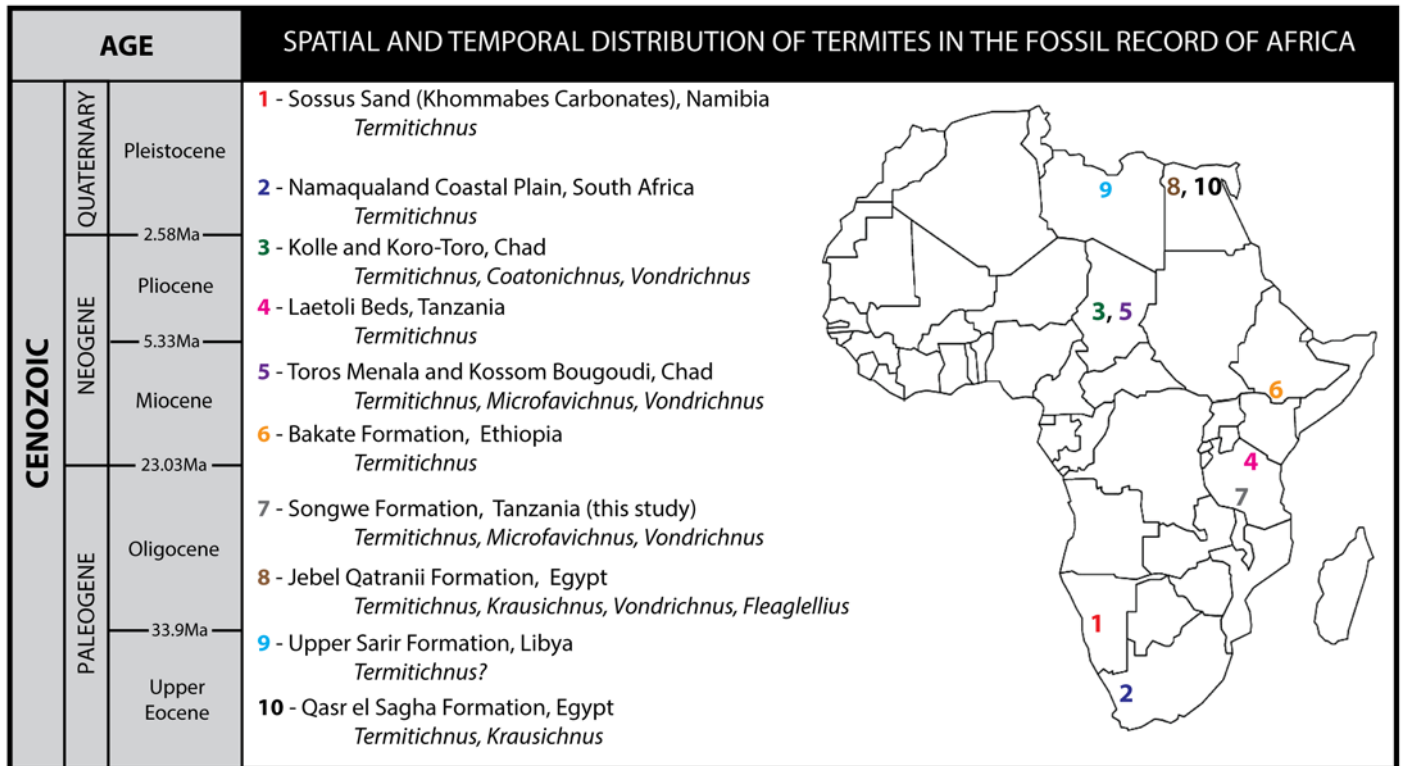 AGE
SPATIAL AND TEMPORAL DISTRIBUTION OF TERMITES IN THE FOSSIL RECORD OF AFRICA
CENOZOIC
QUATERNARY
Pleistocene
2.58Ma
NEOGENE
Pliocene
5.33Ma
Miocene
23.03Ma
PALEOGENE
Oligocene
33.9Ma
Upper
Eocene
1 - Sossus Sand (Khommabes Carbonates), Namibia
Termitichnus
2 - Namaqualand Coastal Plain, South Africa
Termitichnus
3 - Kolle and Koro-Toro, Chad
Termitichnus, Coatonichnus, Vondrichnus
4 - Laetoli Beds, Tanzania
Termitichnus
5 - Toros Menala and Kossom Bougoudi, Chad
Termitichnus, Microfavichnus, Vondrichnus
6 - Bakate Formation, Ethiopia
Termitichnus
7 - Songwe Formation, Tanzania (this study)
Termitichnus, Microfavichnus, Vondrichnus
8 - Jebel Qatranii Formation, Egypt
Termitichnus, Krausichnus, Vondrichnus, Fleaglellius
9 - Upper Sarir Formation, Libya
Termitichnus?
10 - Qasr el Sagha Formation, Egypt
Termitichnus, Krausichnus
9
8, 10
3, 5
6
4
7
1
2